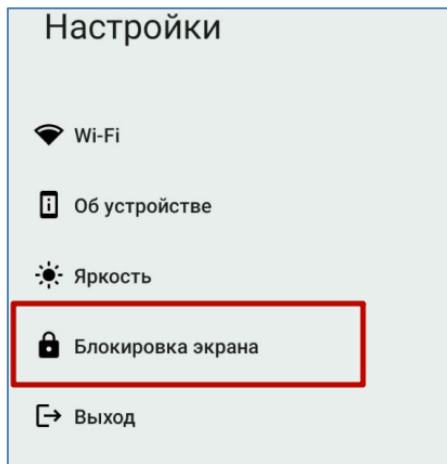 Настройки
Wi-Fi
Об устройстве
Яркость
Блокировка экрана
Выход